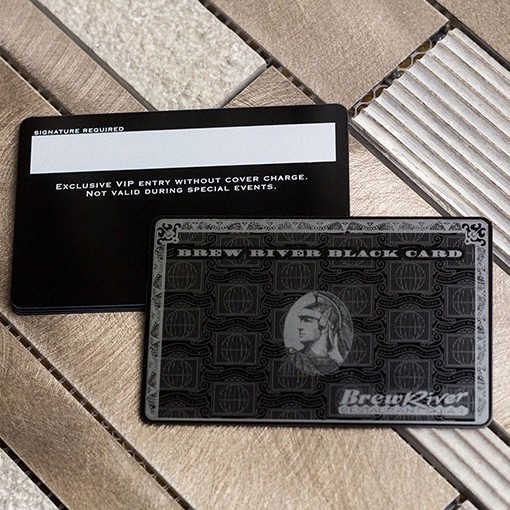 SIGNATURE REQUIRED
EXCLUSIVE VIP ENTRY WITHOUT COVER CHARGE.
NOT VALID DURING SPECIAL EVENTS.
BREW RIVER BLACK CARD
BrewRiver